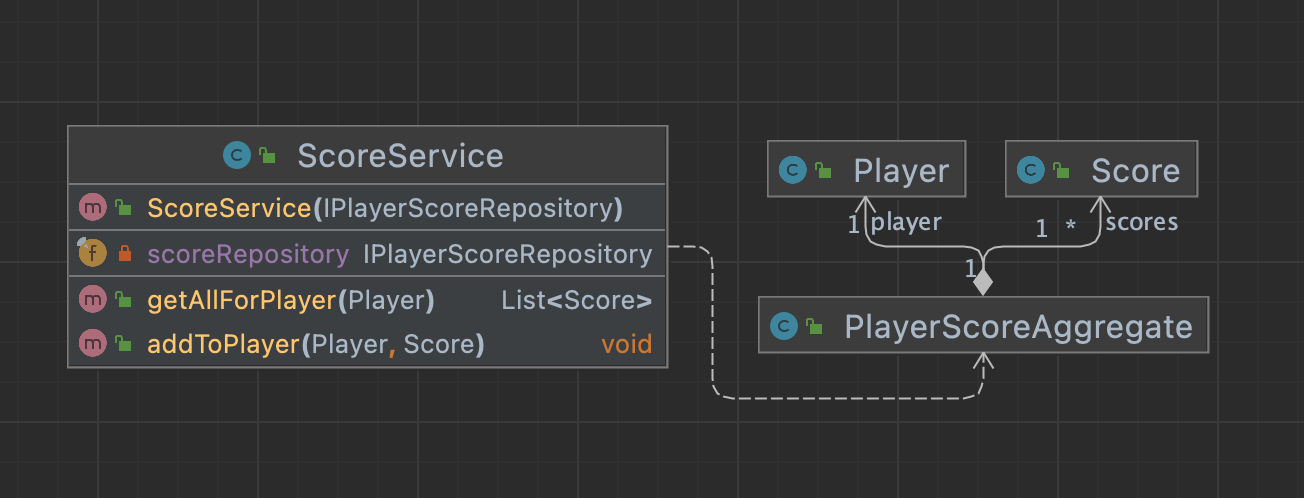 C ScoreService
m ScoreService(IPlayerScoreRepository)
f scoreRepository IPlayerScoreRepository
m getAllForPlayer(Player) List<Score>
m addToPlayer(Player, Score) void
C Player
C Score
1 player
1 * scores
1
C PlayerScoreAggregate